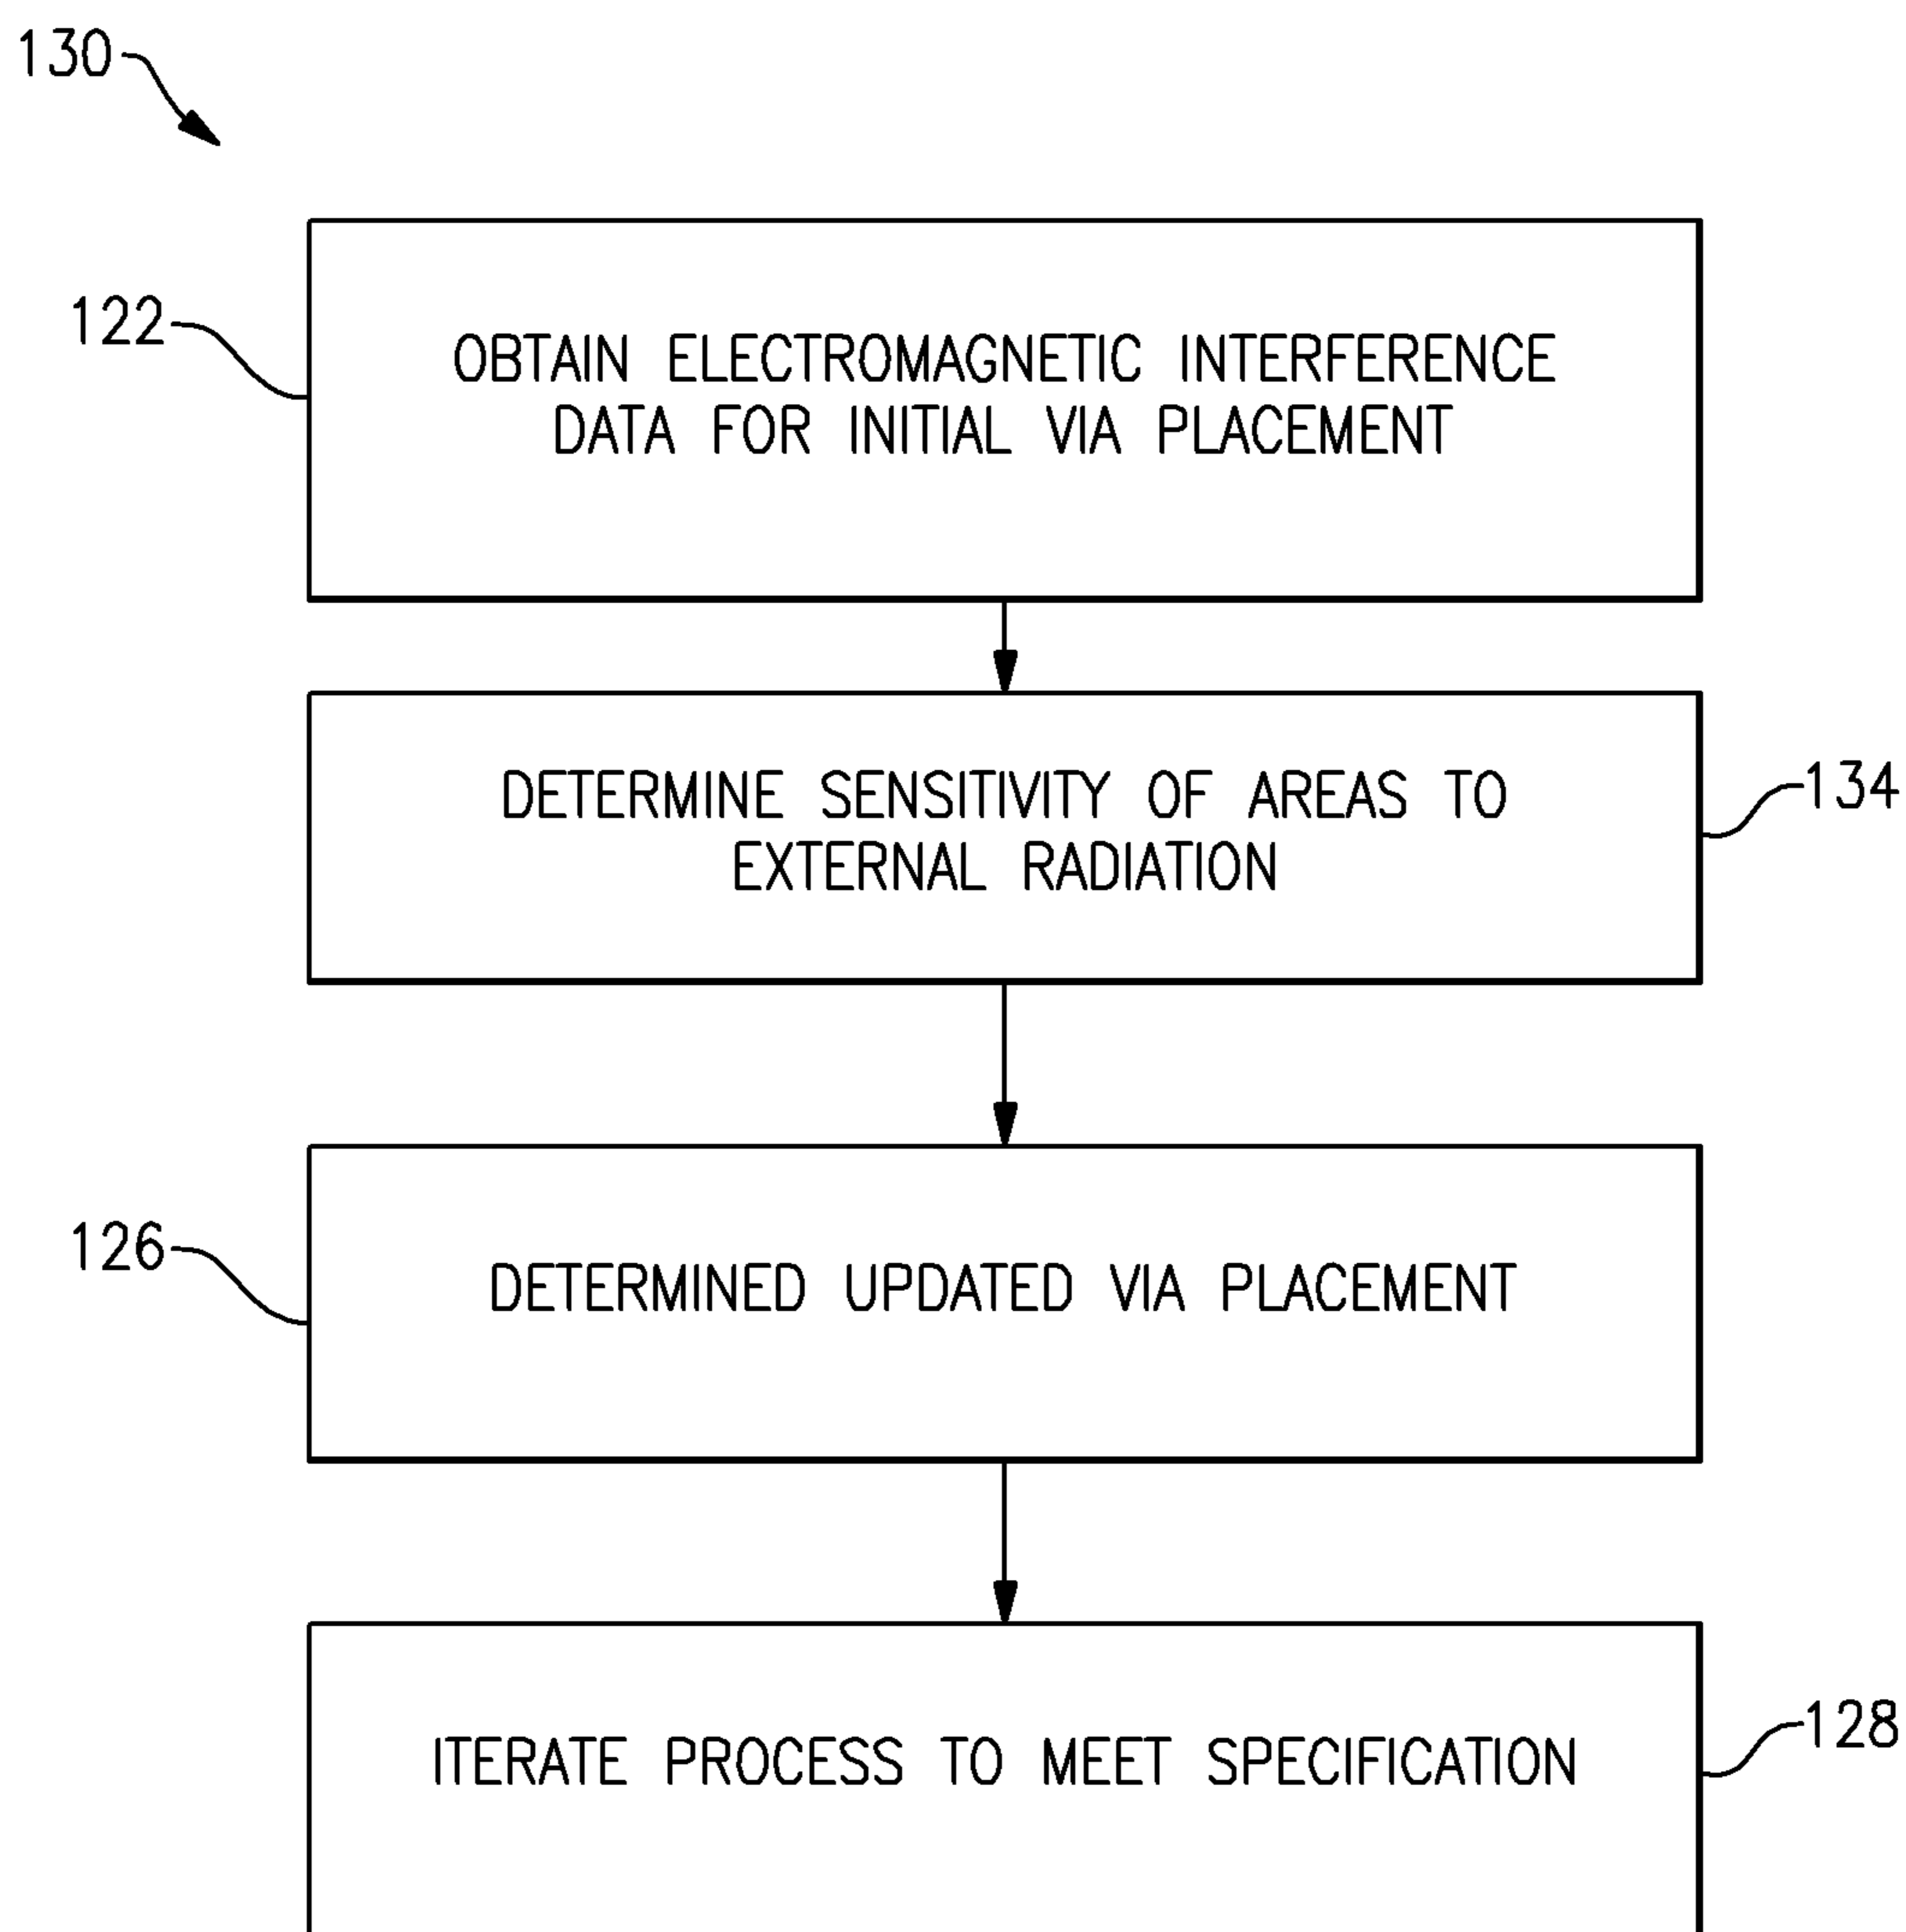 130
122
OBTAIN ELECTROMAGNETIC INTERFERENCE
DATA FOR INITIAL VIA PLACEMENT
DETERMINE SENSITIVITY OF AREAS TO
EXTERNAL RADIATION
134
126
DETERMINED UPDATED VIA PLACEMENT
ITERATE PROCESS TO MEET SPECIFICATION
128